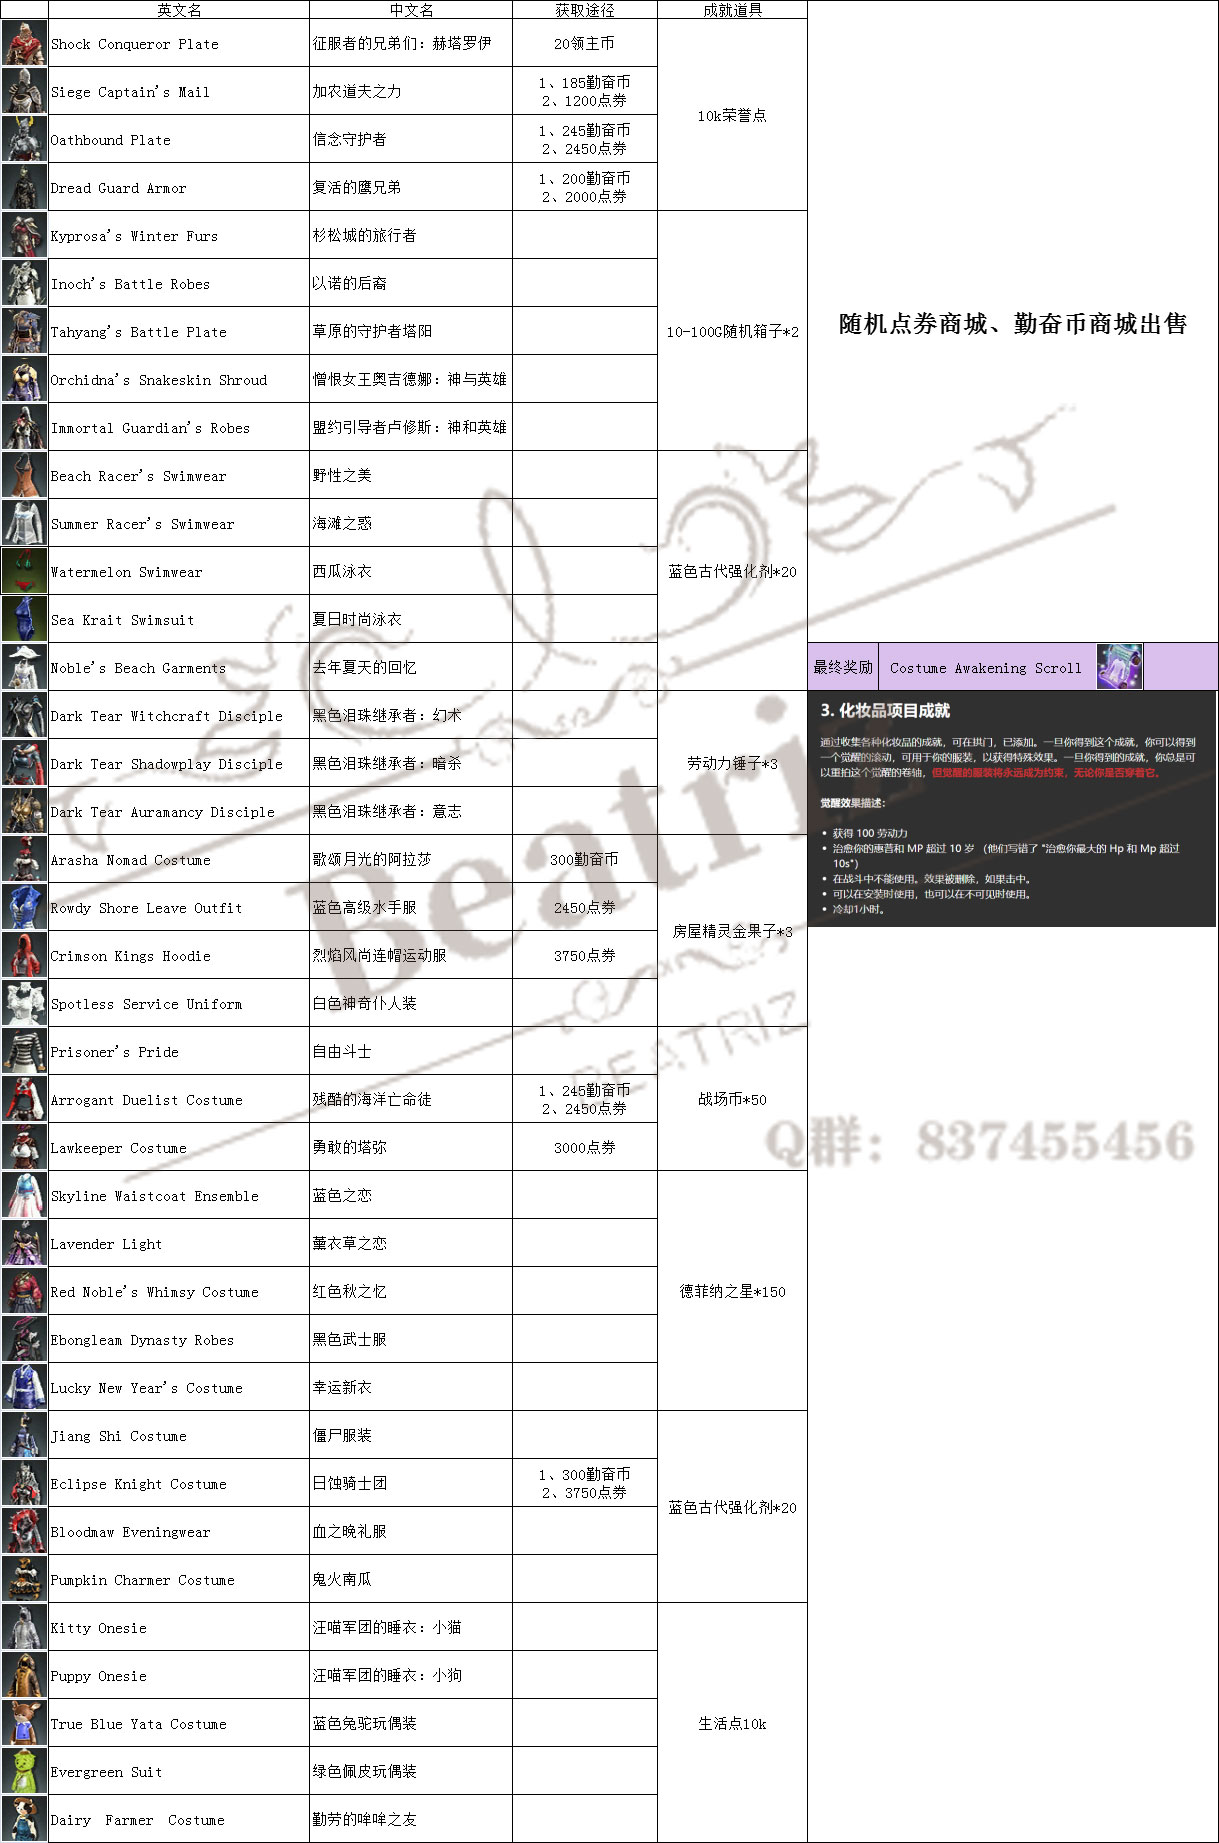 英文名 中文名 获取途径 成就道具
Shock Conqueror Plate 征服者的兄弟们：赫塔罗伊 20领主币
Siege Captain's Mail 加农道夫之力 1、185勤奋币
2、1200点券
10k荣誉点
Oathbound Plate 信念守护者 1、245勤奋币
2、2450点券
Dread Guard Armor 复活的鹰兄弟 1、200勤奋币
2、2000点券
Kyprosa's Winter Furs 杉松城的旅行者
Inoch's Battle Robes 以诺的后裔
Tahyang's Battle Plate 草原的守护者塔阳 10-100G随机箱子*2
随机点券商城、勤奋币商城出售
Orchidna's Snakeskin Shroud 憎恨女王奥吉德娜：神与英雄
Immortal Guardian's Robes 盟约引导者卢修斯：神和英雄
Beach Racer's Swimwear 野性之美
Summer Racer's Swimwear 海滩之惑
Watermelon Swimwear 西瓜泳衣 蓝色古代强化剂*20
Sea Krait Swimsuit 夏日时尚泳衣
Noble's Beach Garments 去年夏天的回忆
最终奖励 Costume Awakening Scroll
Dark Tear Witchcraft Disciple 黑色泪珠继承者：幻术
Dark Tear Shadowplay Disciple 黑色泪珠继承者：暗杀 劳动力锤子*3
Dark Tear Auramancy Disciple 黑色泪珠继承者：意志
3. 化妆品项目成就
通过收集各种化妆品的成就，可在拱门，已添加。一旦你得到这个成就，你可以得到
一个觉醒的滚动，可用于你的服装，以获得特殊效果。一旦你得到的成就，你总是可
以重拍这个觉醒的卷轴，但觉醒的服装将永远成为约束，无论你是否穿着它。
觉醒效果描述：
• 获得 100 劳动力
• 治愈你的惠普和 MP 超过 10 岁 （他们写错了 "治愈你最大的 Hp 和 Mp 超过
10s"）
• 在战斗中不能使用。效果被删除，如果击中。
• 可以在安装时使用，也可以在不可见时使用。
• 冷却1小时。
Arasha Nomad Costume 歌颂月光的阿拉莎 300勤奋币
Rowdy Shore Leave Outfit 蓝色高级水手服 2450点券
房屋精灵金果子*3
Crimson Kings Hoodie 烈焰风尚连帽运动服 3750点券
Spotless Service Uniform 白色神奇仆人装
Prisoner's Pride 自由斗士
Arrogant Duelist Costume 残酷的海洋亡命徒 1、245勤奋币
2、2450点券
战场币*50
Lawkeeper Costume 勇敢的塔弥 3000点券
Skyline Waistcoat Ensemble 蓝色之恋
Lavender Light 薰衣草之恋
Red Noble's Whimsy Costume 红色秋之忆 德菲纳之星*150
Ebongleam Dynasty Robes 黑色武士服
Lucky New Year's Costume 幸运新衣
Jiang Shi Costume 僵尸服装
Eclipse Knight Costume 日蚀骑士团 1、300勤奋币
2、3750点券
蓝色古代强化剂*20
Bloodmaw Eveningwear 血之晚礼服
Pumpkin Charmer Costume 鬼火南瓜
Kitty Onesie 汪喵军团的睡衣：小猫
Puppy Onesie 汪喵军团的睡衣：小狗
True Blue Yata Costume 蓝色兔驼玩偶装 生活点10k
Evergreen Suit 绿色佩皮玩偶装
Dairy Farmer Costume 勤劳的哞哞之友
Beatriz
BEATRIZ
Q群：837455456